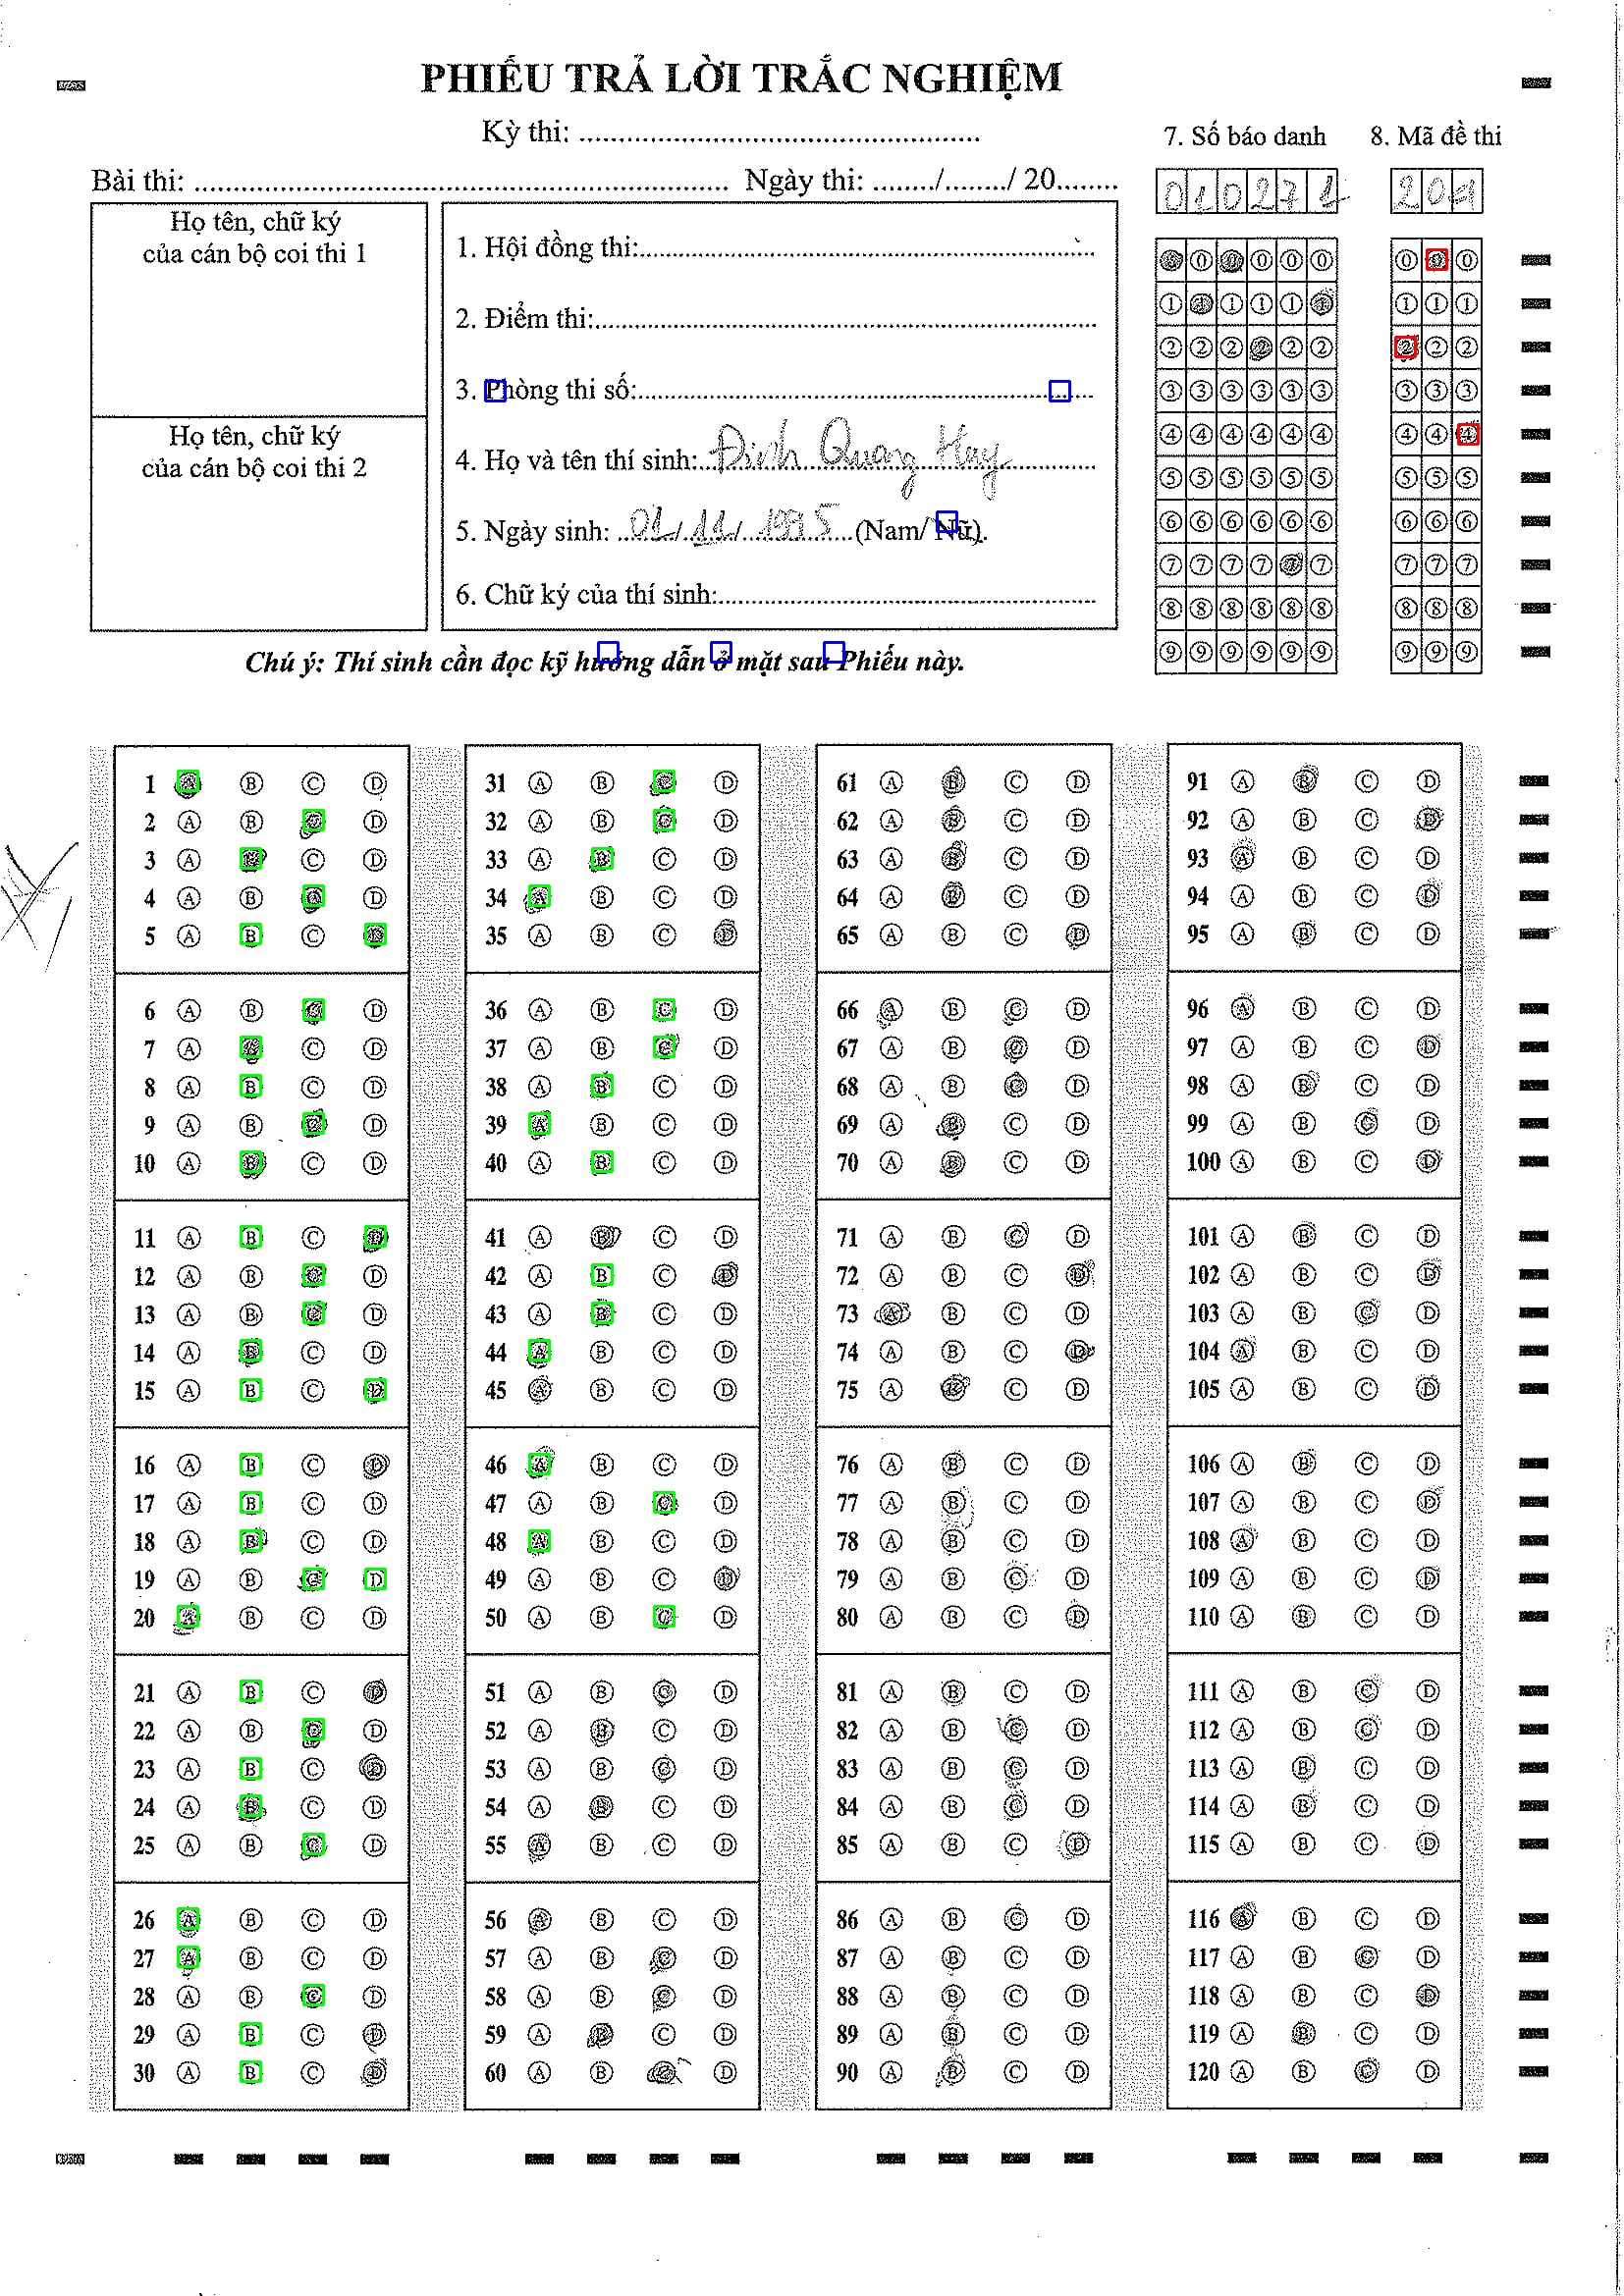 PHIẾU TRẢ LỜI TRẮC NGHIỆM
Kỳ thi: ....................................................
Bài thi: ...................................................................... Ngày thi: ......../......../ 20........
7. Số báo danh
010271
8. Mã đề thi
204
Họ tên, chữ ký
của cán bộ coi thi 1
Họ tên, chữ ký
của cán bộ coi thi 2
1. Hội đồng thi:
2. Điểm thi:
3. Phòng thi số:
4. Họ và tên thí sinh: Đinh Quang Huy
5. Ngày sinh: 01/11/1995 (Nam/ Nữ).
6. Chữ ký của thí sinh:
Chú ý: Thí sinh cần đọc kỹ hướng dẫn ở mặt sau Phiếu này.
0 0 0 0 0 0 0 0 0
1 1 1 1 1 1 1 1 1
2 2 2 2 2 2 2 2 2
3 3 3 3 3 3 3 3 3
4 4 4 4 4 4 4 4 4
5 5 5 5 5 5 5 5 5
6 6 6 6 6 6 6 6 6
7 7 7 7 7 7 7 7 7
8 8 8 8 8 8 8 8 8
9 9 9 9 9 9 9 9 9
1 A B C D
2 A B C D
3 A B C D
4 A B C D
5 A B C D
6 A B C D
7 A B C D
8 A B C D
9 A B C D
10 A B C D
11 A B C D
12 A B C D
13 A B C D
14 A B C D
15 A B C D
16 A B C D
17 A B C D
18 A B C D
19 A B C D
20 A B C D
21 A B C D
22 A B C D
23 A B C D
24 A B C D
25 A B C D
26 A B C D
27 A B C D
28 A B C D
29 A B C D
30 A B C D
31 A B C D
32 A B C D
33 A B C D
34 A B C D
35 A B C D
36 A B C D
37 A B C D
38 A B C D
39 A B C D
40 A B C D
41 A B C D
42 A B C D
43 A B C D
44 A B C D
45 A B C D
46 A B C D
47 A B C D
48 A B C D
49 A B C D
50 A B C D
51 A B C D
52 A B C D
53 A B C D
54 A B C D
55 A B C D
56 A B C D
57 A B C D
58 A B C D
59 A B C D
60 A B C D
61 A B C D
62 A B C D
63 A B C D
64 A B C D
65 A B C D
66 A B C D
67 A B C D
68 A B C D
69 A B C D
70 A B C D
71 A B C D
72 A B C D
73 A B C D
74 A B C D
75 A B C D
76 A B C D
77 A B C D
78 A B C D
79 A B C D
80 A B C D
81 A B C D
82 A B C D
83 A B C D
84 A B C D
85 A B C D
86 A B C D
87 A B C D
88 A B C D
89 A B C D
90 A B C D
91 A B C D
92 A B C D
93 A B C D
94 A B C D
95 A B C D
96 A B C D
97 A B C D
98 A B C D
99 A B C D
100 A B C D
101 A B C D
102 A B C D
103 A B C D
104 A B C D
105 A B C D
106 A B C D
107 A B C D
108 A B C D
109 A B C D
110 A B C D
111 A B C D
112 A B C D
113 A B C D
114 A B C D
115 A B C D
116 A B C D
117 A B C D
118 A B C D
119 A B C D
120 A B C D